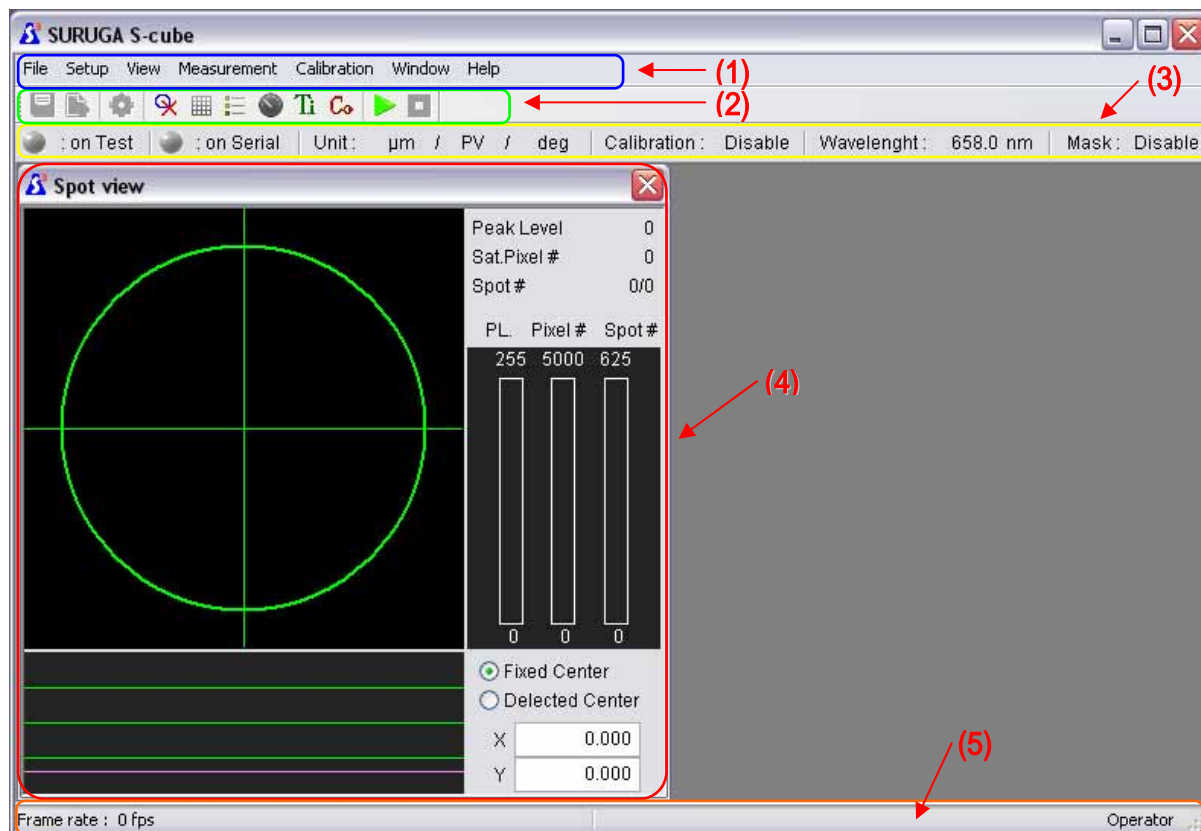 SURUGA S-cube
File Setup View Measurement Calibration Window Help
(1)
(2)
Ti Co
(3)
: on Test : on Serial Unit : µm / PV / deg Calibration : Disable Wavelenght : 658.0 nm Mask : Disable
Spot view
Peak Level 0
Sat.Pixel # 0
Spot # 0/0
PL. Pixel # Spot #
255 5000 625
(4)
0 0 0
Fixed Center
Delected Center
X 0.000
Y 0.000
(5)
Frame rate : 0 fps Operator